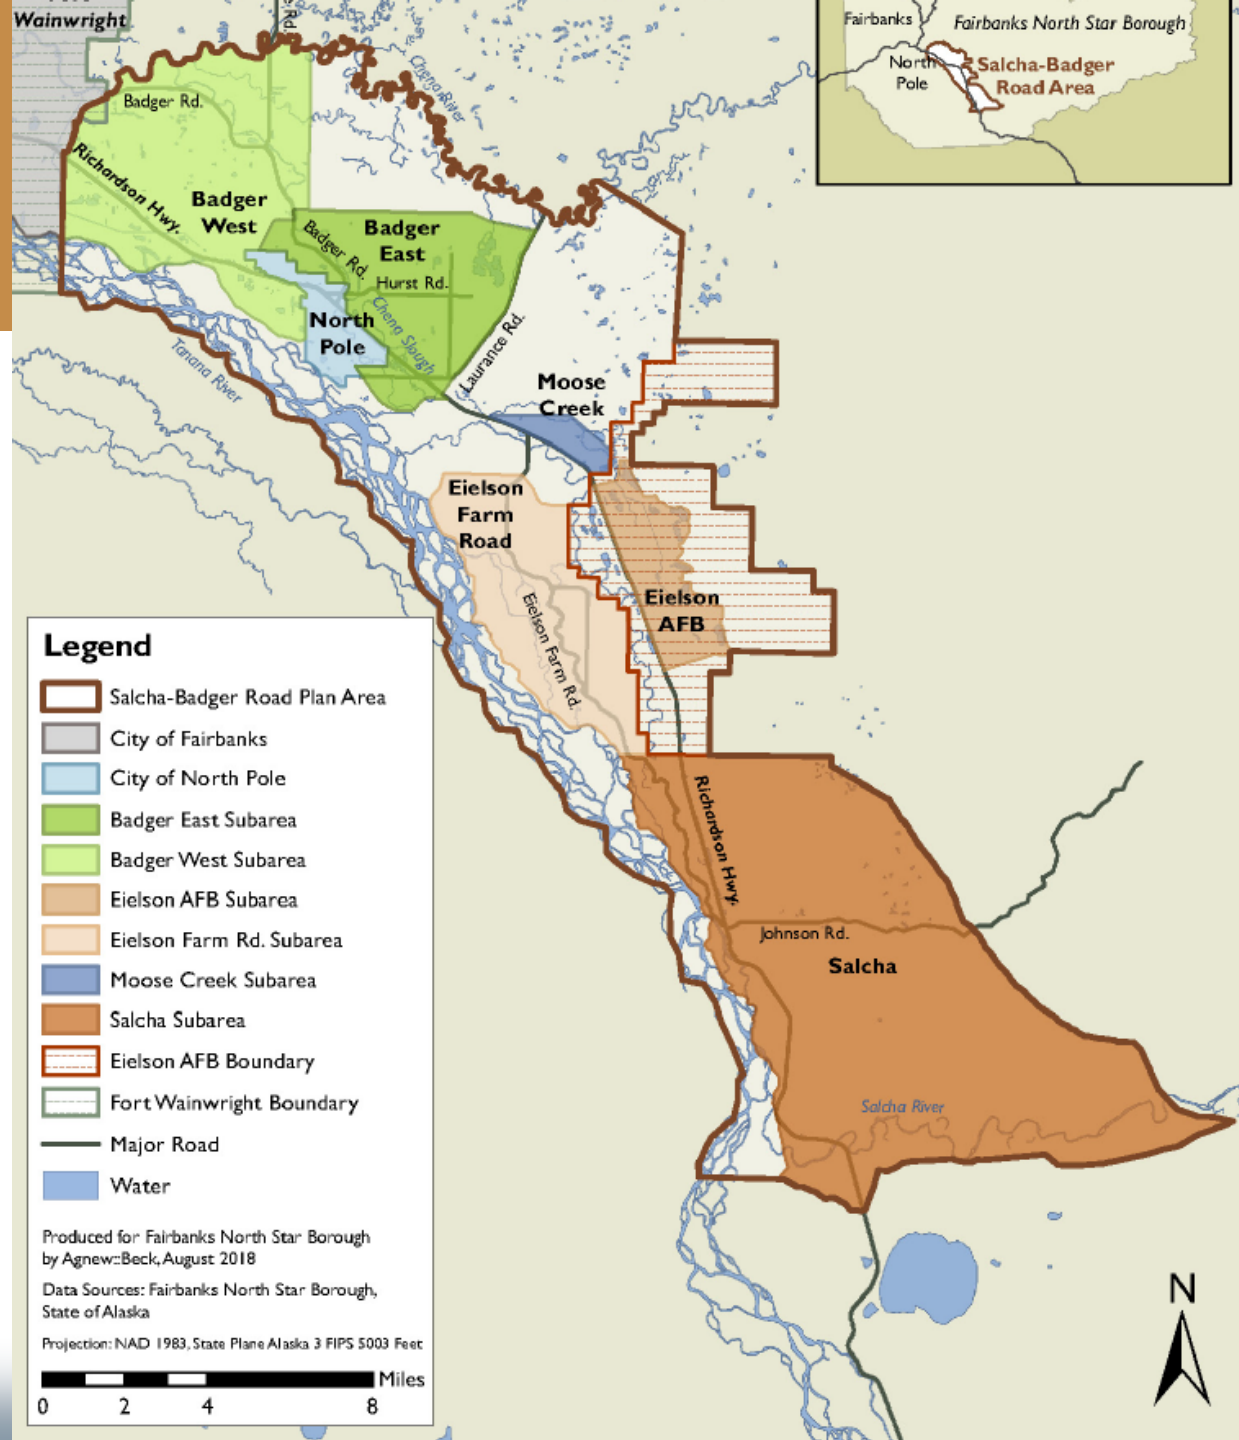 Wainwright
Rd.
Fairbanks
Fairbanks North Star Borough
North
Pole
Salcha-Badger
Road Area
Chena River
Badger Rd.
Richardson Hwy.
Badger
West
Badger
East
Badger Rd.
Hurst Rd.
North
Pole
Chena Slough
Laurance Rd.
Tanana River
Moose
Creek
Eielson
Farm
Road
Eielson
AFB
Eielson Farm Rd.
Richardson Hwy.
Johnson Rd.
Salcha
Salcha River
Legend
Salcha-Badger Road Plan Area
City of Fairbanks
City of North Pole
Badger East Subarea
Badger West Subarea
Eielson AFB Subarea
Eielson Farm Rd. Subarea
Moose Creek Subarea
Salcha Subarea
Eielson AFB Boundary
Fort Wainwright Boundary
Major Road
Water
Produced for Fairbanks North Star Borough
by Agnew::Beck, August 2018
Data Sources: Fairbanks North Star Borough,
State of Alaska
Projection: NAD 1983, State Plane Alaska 3 FIPS 5003 Feet
Miles
0 2 4 8
N